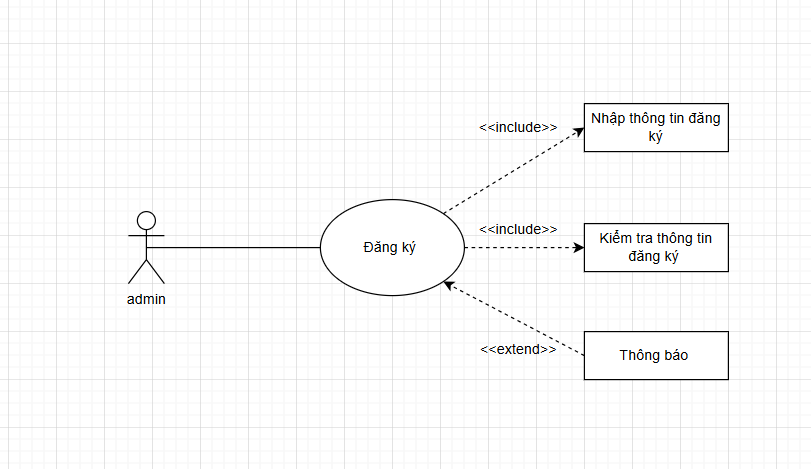 <<include>>
Nhập thông tin đăng
ký
<<include>>
Kiểm tra thông tin
đăng ký
Đăng ký
admin
<<extend>>
Thông báo